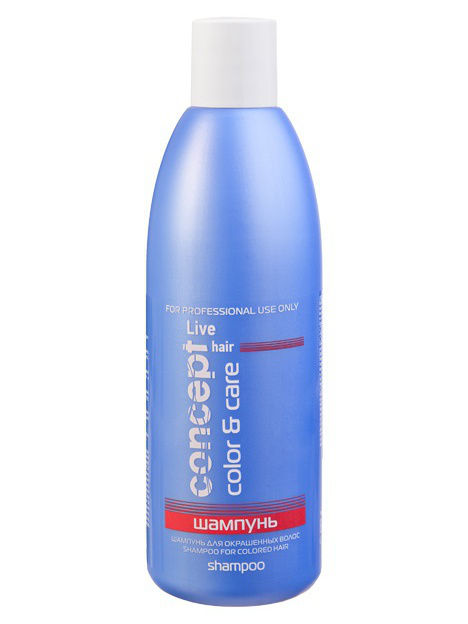 FOR PROFESSIONAL USE ONLY
Live
hair
concept
color & care
шампунь
ШАМПУНЬ ДЛЯ ОКРАШЕННЫХ ВОЛОС
SHAMPOO FOR COLORED HAIR
shampoo